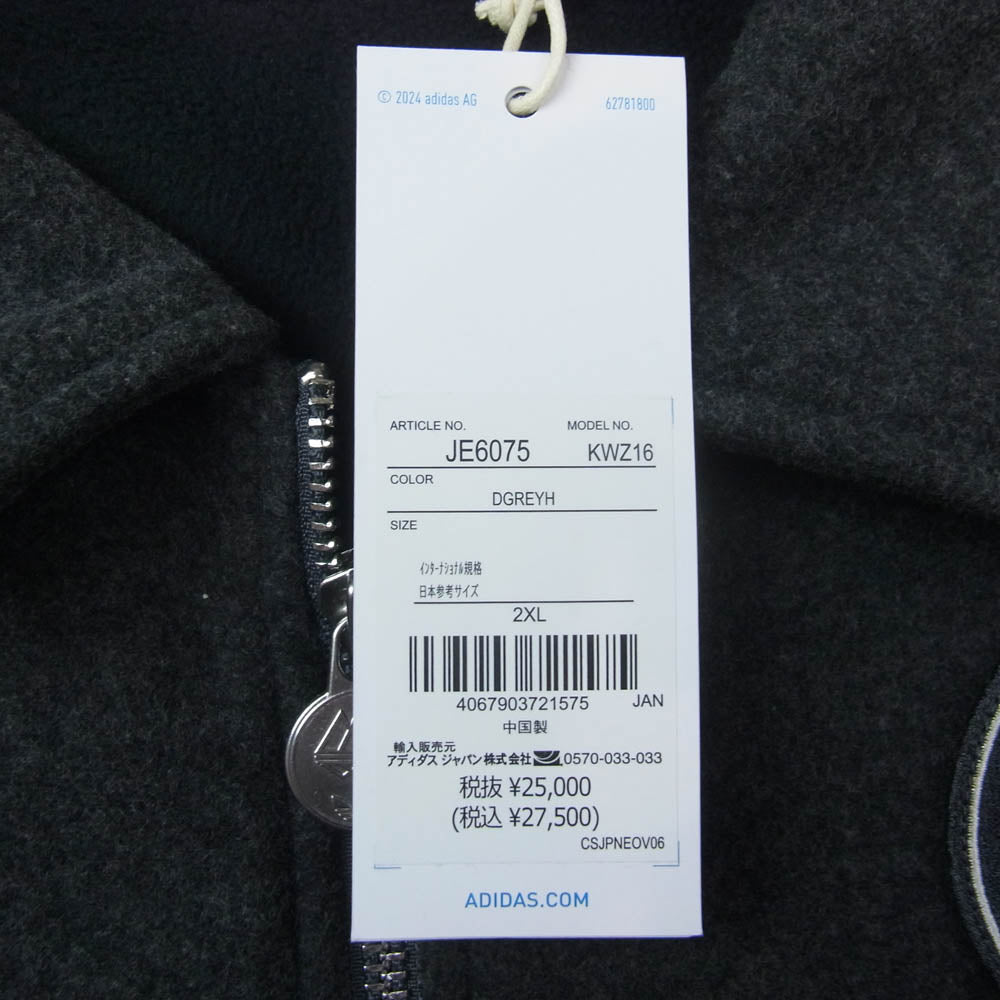 © 2024 adidas AG 62781800
ARTICLE NO. MODEL NO.
JE6075 KWZ16
COLOR
DGREYH
SIZE
ｲﾝﾀｰﾅｼｮﾅﾙ規格
日本参考サイズ
2XL
4067903721575 JAN
中国製
輸入販売元
アディダス ジャパン株式会社 0570-033-033
税抜 ¥25,000
(税込 ¥27,500)
CSJPNEOV06
ADIDAS.COM